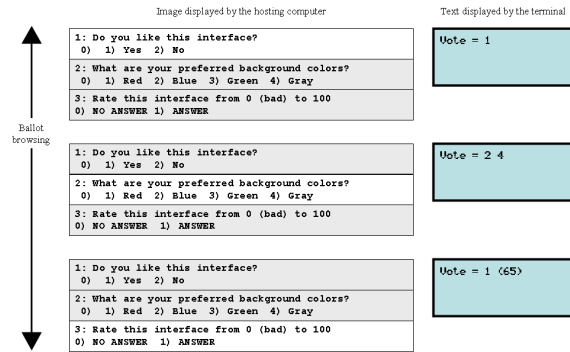 Image displayed by the hosting computer
Text displayed by the terminal
1: Do you like this interface?
0) 1) Yes 2) No
2: What are your preferred background colors?
0) 1) Red 2) Blue 3) Green 4) Gray
3: Rate this interface from 0 (bad) to 100
0) NO ANSWER 1) ANSWER
Vote = 1
Ballot
browsing
1: Do you like this interface?
0) 1) Yes 2) No
2: What are your preferred background colors?
0) 1) Red 2) Blue 3) Green 4) Gray
3: Rate this interface from 0 (bad) to 100
0) NO ANSWER 1) ANSWER
Vote = 2 4
1: Do you like this interface?
0) 1) Yes 2) No
2: What are your preferred background colors?
0) 1) Red 2) Blue 3) Green 4) Gray
3: Rate this interface from 0 (bad) to 100
0) NO ANSWER 1) ANSWER
Vote = 1 (65)